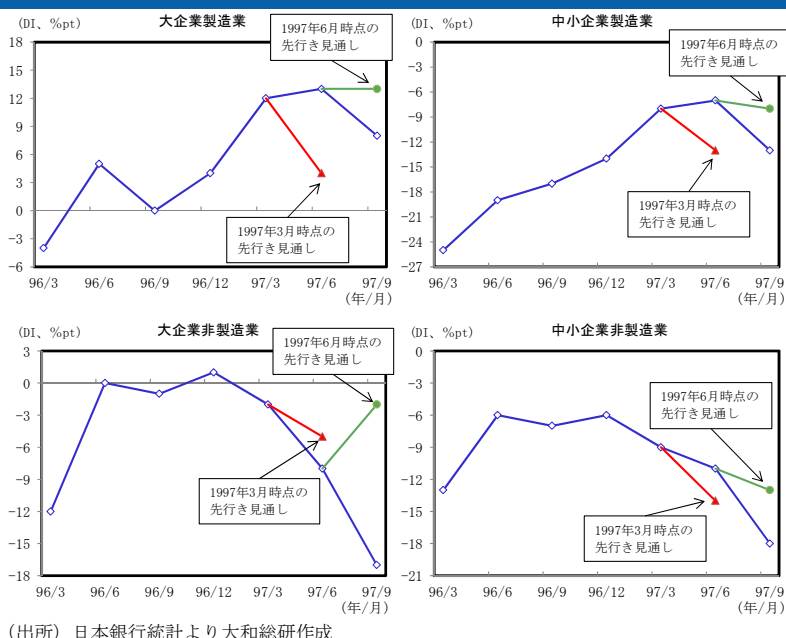 (DI、%pt)
大企業製造業
1997年6月時点の
先行き見通し
18
15
12
9
6
3
0
-3
-6
1997年3月時点の
先行き見通し
96/3 96/6 96/9 96/12 97/3 97/6 97/9
(年/月)
(DI、%pt)
中小企業製造業
1997年6月時点の
先行き見通し
0
-3
-6
-9
-12
-15
-18
-21
-24
-27
1997年3月時点の
先行き見通し
96/3 96/6 96/9 96/12 97/3 97/6 97/9
(年/月)
(DI、%pt)
大企業非製造業
1997年6月時点の
先行き見通し
3
0
-3
-6
-9
-12
-15
-18
1997年3月時点の
先行き見通し
96/3 96/6 96/9 96/12 97/3 97/6 97/9
(年/月)
(DI、%pt)
中小企業非製造業
1997年6月時点の
先行き見通し
0
-3
-6
-9
-12
-15
-18
-21
1997年3月時点の
先行き見通し
96/3 96/6 96/9 96/12 97/3 97/6 97/9
(年/月)
(出所)日本銀行統計より大和総研作成